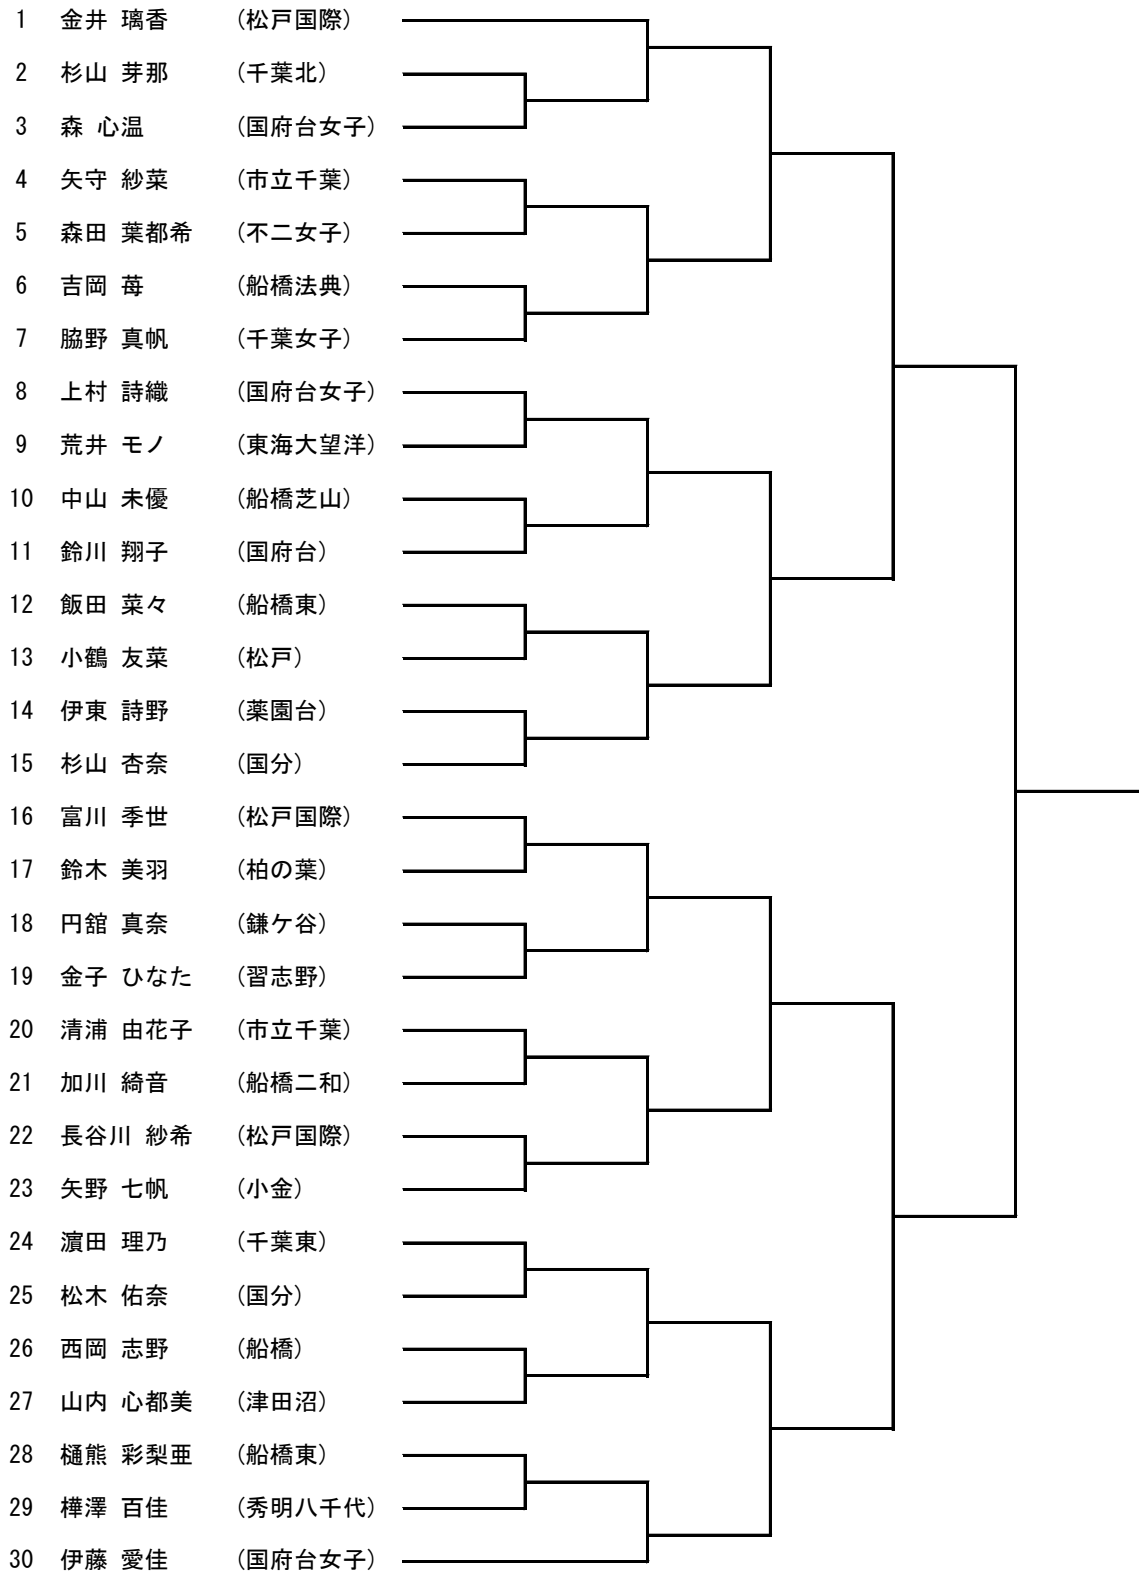 1 金井 璃香 (松戸国際)
2 杉山 芽那 (千葉北)
3 森 心温 (国府台女子)
4 矢守 紗菜 (市立千葉)
5 森田 葉都希 (不二女子)
6 吉岡 苺 (船橋法典)
7 脇野 真帆 (千葉女子)
8 上村 詩織 (国府台女子)
9 荒井 モノ (東海大望洋)
10 中山 未優 (船橋芝山)
11 鈴川 翔子 (国府台)
12 飯田 菜々 (船橋東)
13 小鶴 友菜 (松戸)
14 伊東 詩野 (薬園台)
15 杉山 杏奈 (国分)
16 富川 季世 (松戸国際)
17 鈴木 美羽 (柏の葉)
18 円舘 真奈 (鎌ケ谷)
19 金子 ひなた (習志野)
20 清浦 由花子 (市立千葉)
21 加川 綺音 (船橋二和)
22 長谷川 紗希 (松戸国際)
23 矢野 七帆 (小金)
24 濵田 理乃 (千葉東)
25 松木 佑奈 (国分)
26 西岡 志野 (船橋)
27 山内 心都美 (津田沼)
28 樋熊 彩梨亜 (船橋東)
29 樺澤 百佳 (秀明八千代)
30 伊藤 愛佳 (国府台女子)